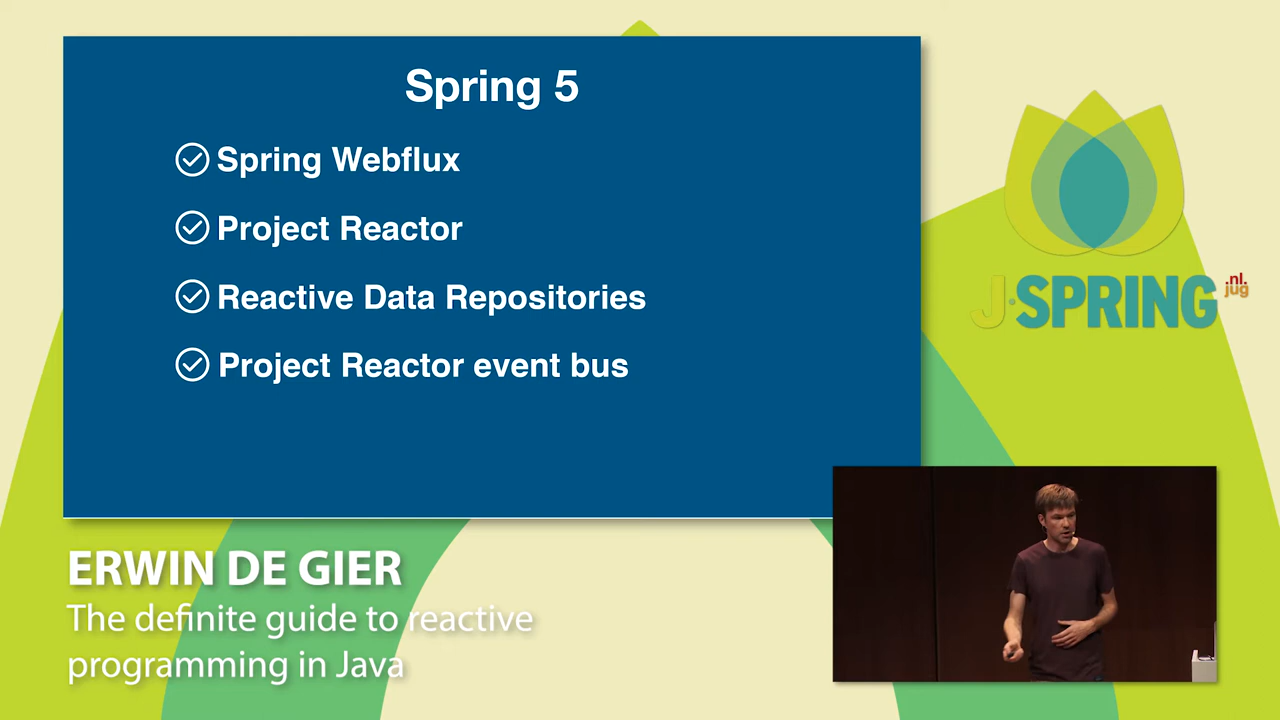 Spring 5
Spring Webflux
Project Reactor
Reactive Data Repositories
Project Reactor event bus
J·SPRING
.nl.
jug
ERWIN DE GIER
The definite guide to reactive
programming in Java